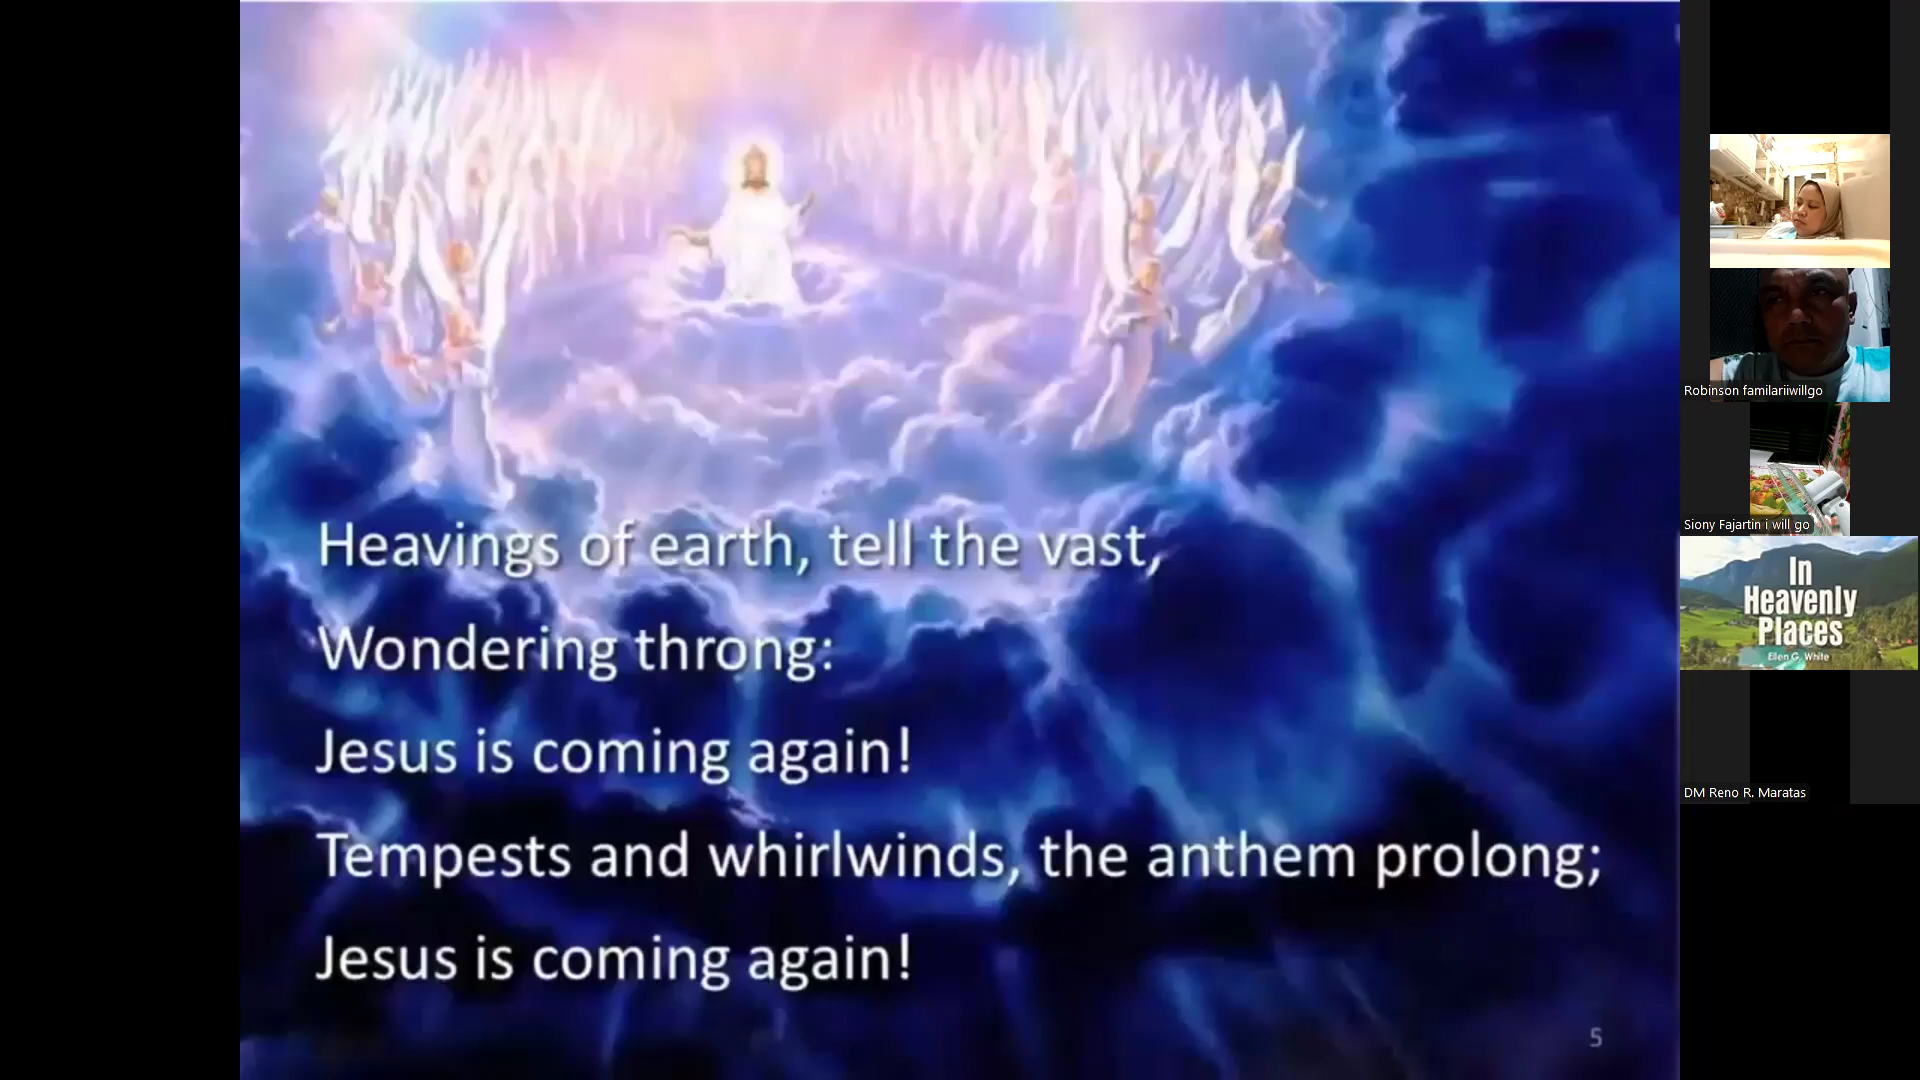 Heavings of earth, tell the vast,
Wondering throng:
Jesus is coming again!
Tempests and whirlwinds, the anthem prolong;
Jesus is coming again!
5
Robinson familariiwillgo
Siony Fajartin i will go
In
Heavenly
Places
Ellen G. White
DM Reno R. Maratas